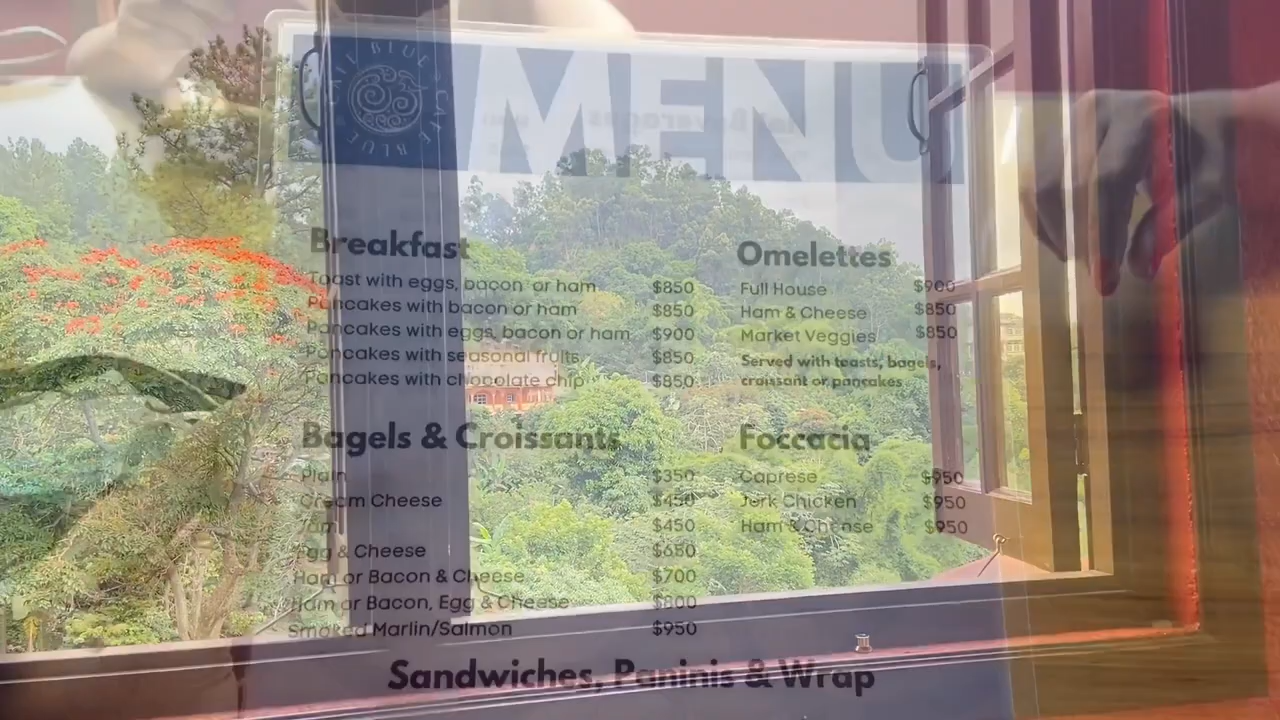 CAFE BLUE CAFE BLUE
MENU
Breakfast
Toast with eggs, bacon or ham $850
Pancakes with bacon or ham $850
Pancakes with eggs, bacon or ham $900
Pancakes with seasonal fruits $850
Pancakes with chocolate chip $850
Omelettes
Full House $900
Ham & Cheese $850
Market Veggies $850
Served with toasts, bagels,
croissant or pancakes
Bagels & Croissants
Plain $350
Cream Cheese $450
Jam $450
Egg & Cheese $650
Ham or Bacon & Cheese $700
Ham or Bacon, Egg & Cheese $800
Smoked Marlin/Salmon $950
Foccacia
Caprese $950
Jerk Chicken $950
Ham & Cheese $950
Sandwiches, Paninis & Wrap